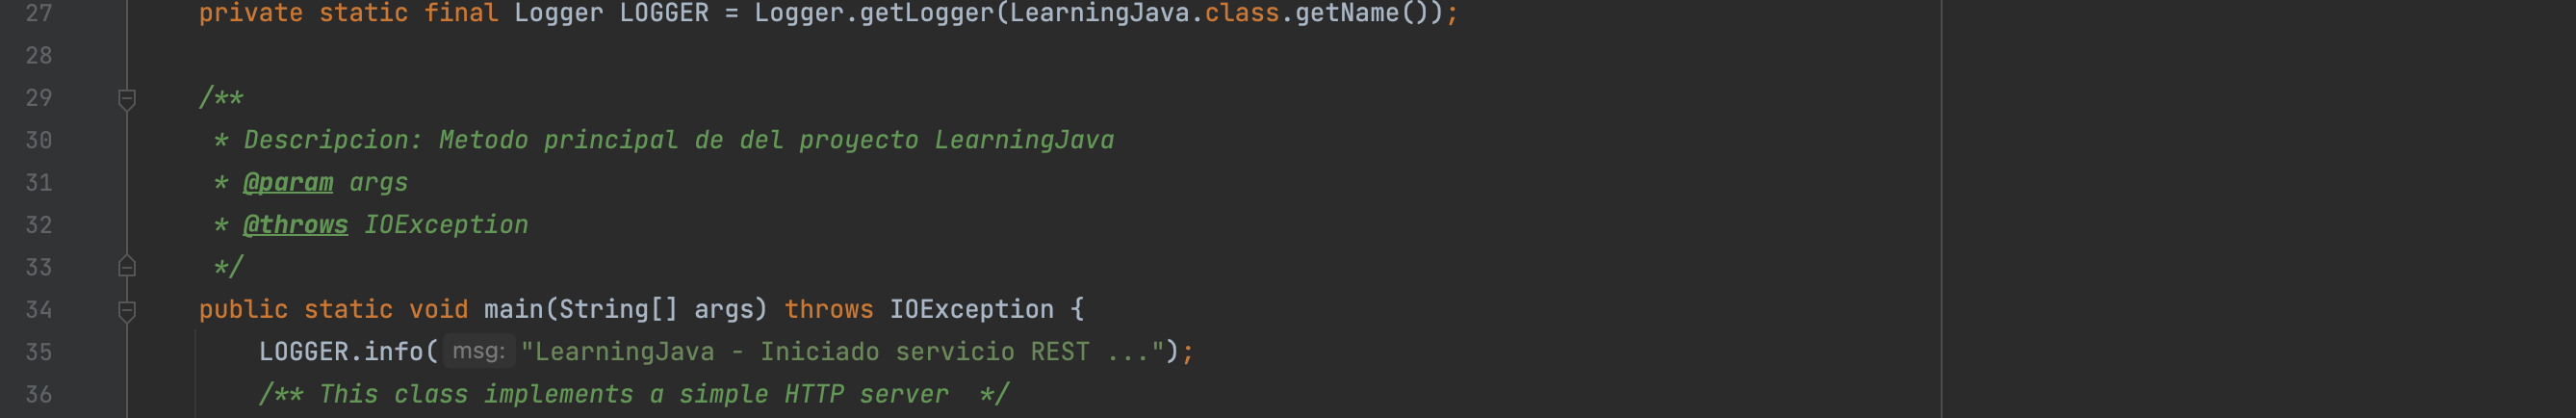 27 private static final Logger LOGGER = Logger.getLogger(LearningJava.class.getName());
28
29 /**
30 * Descripcion: Metodo principal de del proyecto LearningJava
31 * @param args
32 * @throws IOException
33 */
34 public static void main(String[] args) throws IOException {
35 LOGGER.info( msg: "LearningJava - Iniciado servicio REST ...");
36 /** This class implements a simple HTTP server  */